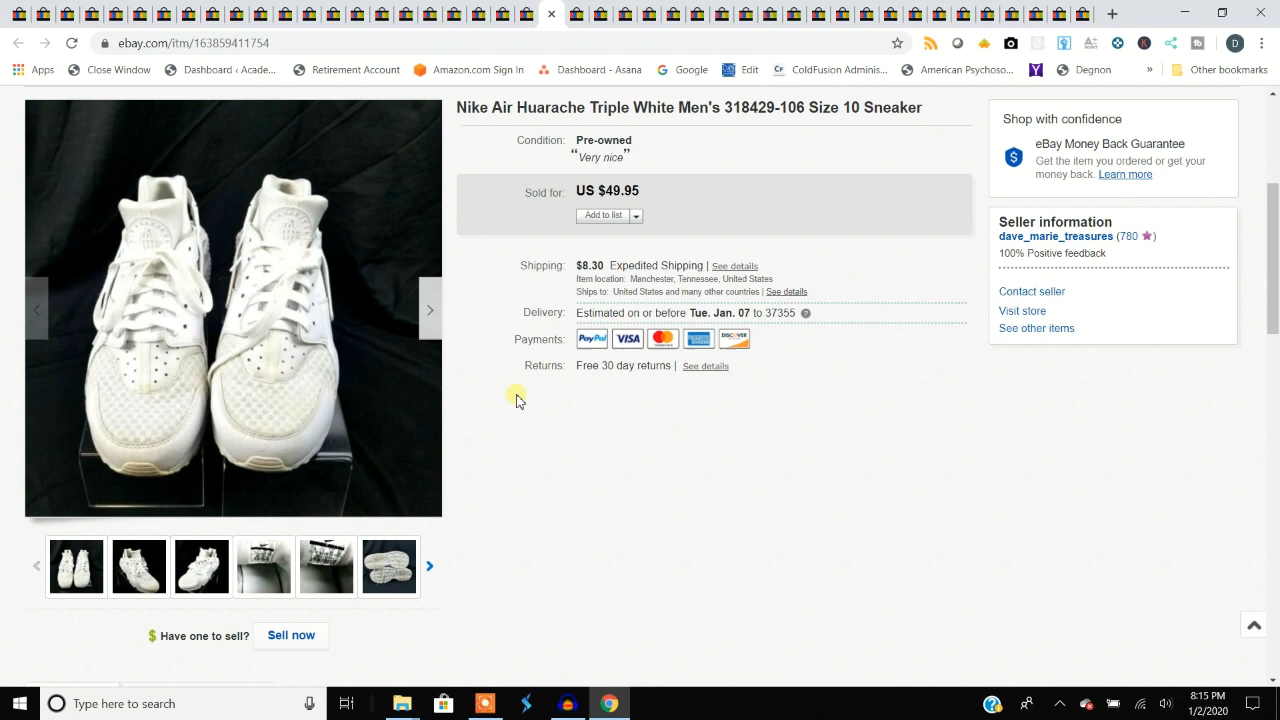 ebay.com/itm/163859411754
Apps Close Window Dashboard ‹ Acade... Retirement Account Amazon.com Sign In Dashboard - Asana Google Edit ColdFusion Adminis... American Psychoso... Degnon » Other bookmarks
Nike Air Huarache Triple White Men's 318429-106 Size 10 Sneaker
Condition: Pre-owned
“Very nice”
Sold for: US $49.95
Add to list
Shipping: $8.30 Expedited Shipping | See details
Item location: Manchester, Tennessee, United States
Ships to: United States and many other countries | See details
Delivery: Estimated on or before Tue. Jan. 07 to 37355
Payments: PayPal VISA DISCOVER
Returns: Free 30 day returns | See details
Shop with confidence
eBay Money Back Guarantee
Get the item you ordered or get your
money back. Learn more
Seller information
dave_marie_treasures (780 ★)
100% Positive feedback
Contact seller
Visit store
See other items
$ Have one to sell? Sell now
Type here to search
8:15 PM
1/2/2020